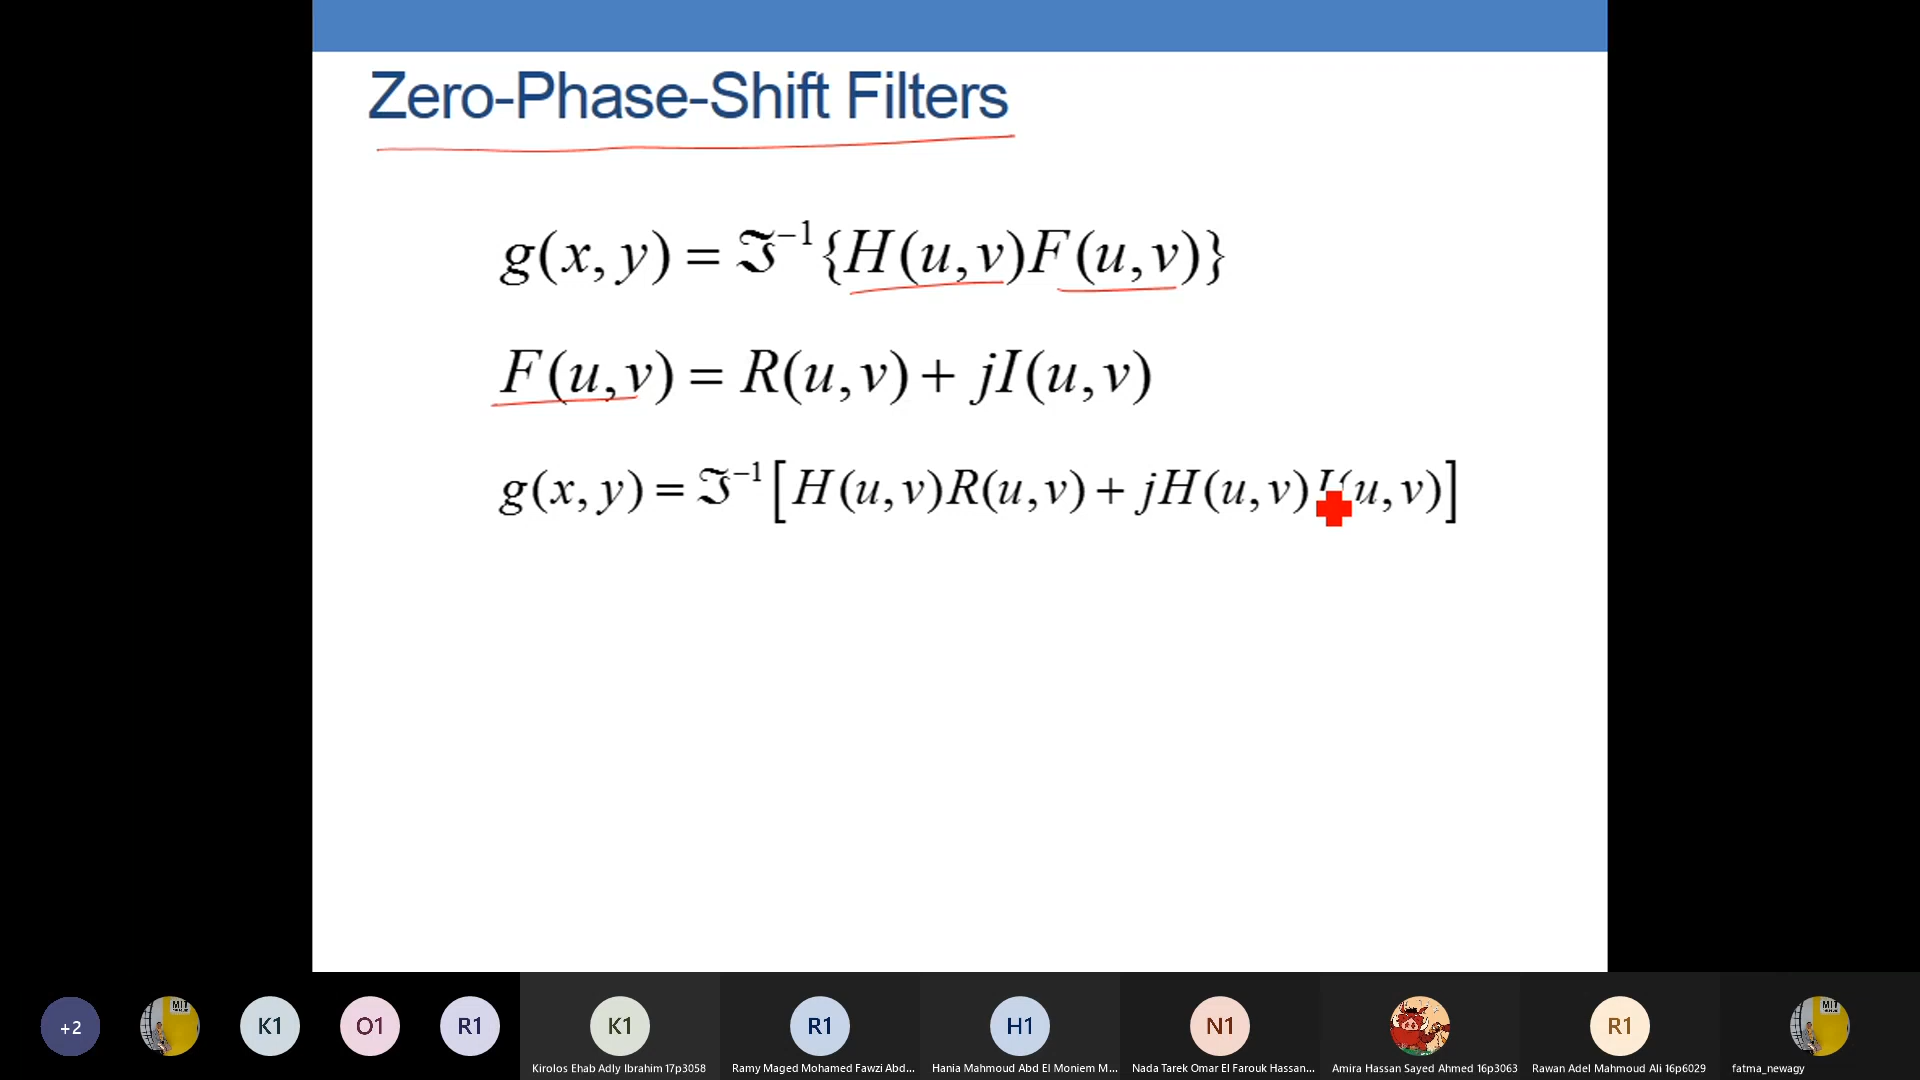 Zero-Phase-Shift Filters
g(x, y) = ℑ⁻¹{H(u,v)F(u,v)}
F(u,v) = R(u,v) + jI(u,v)
g(x, y) = ℑ⁻¹[H(u,v)R(u,v) + jH(u,v)I(u,v)]
+2
MIT
K1
O1
R1
K1
R1
H1
N1
R1
MIT
Kirolos Ehab Adly Ibrahim 17p3058
Ramy Maged Mohamed Fawzi Abd...
Hania Mahmoud Abd El Moniem M...
Nada Tarek Omar El Farouk Hassan...
Amira Hassan Sayed Ahmed 16p3063
Rawan Adel Mahmoud Ali 16p6029
fatma_newagy